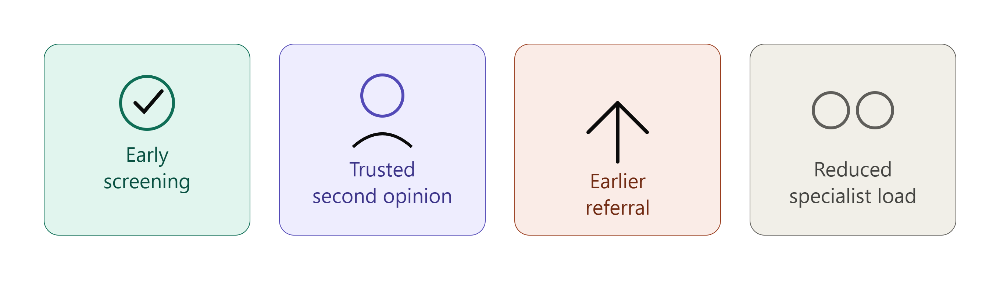 Early
screening
Trusted
second opinion
Earlier
referral
Reduced
specialist load